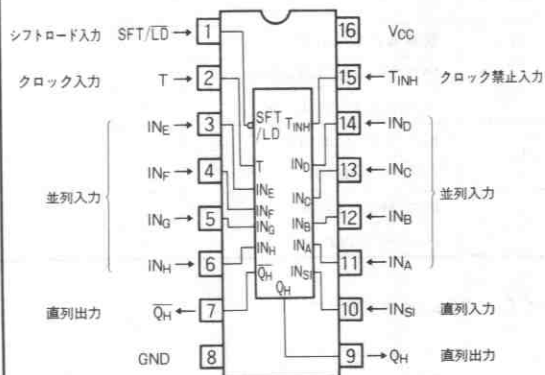 シフトロード入力 SFT/LD → 1
16 VCC
クロック入力 T → 2
15 ← TINH クロック禁止入力
INE → 3
14 ← IND
INF → 4
13 ← INC
並列入力
並列入力
ING → 5
12 ← INB
INH → 6
11 ← INA
直列出力 QH ← 7
10 ← INSI 直列入力
GND 8
9 → QH 直列出力
SFT
/LD
TINH
T
IND
INE
INC
INF
INB
ING
INA
INH
QH
INSI
QH